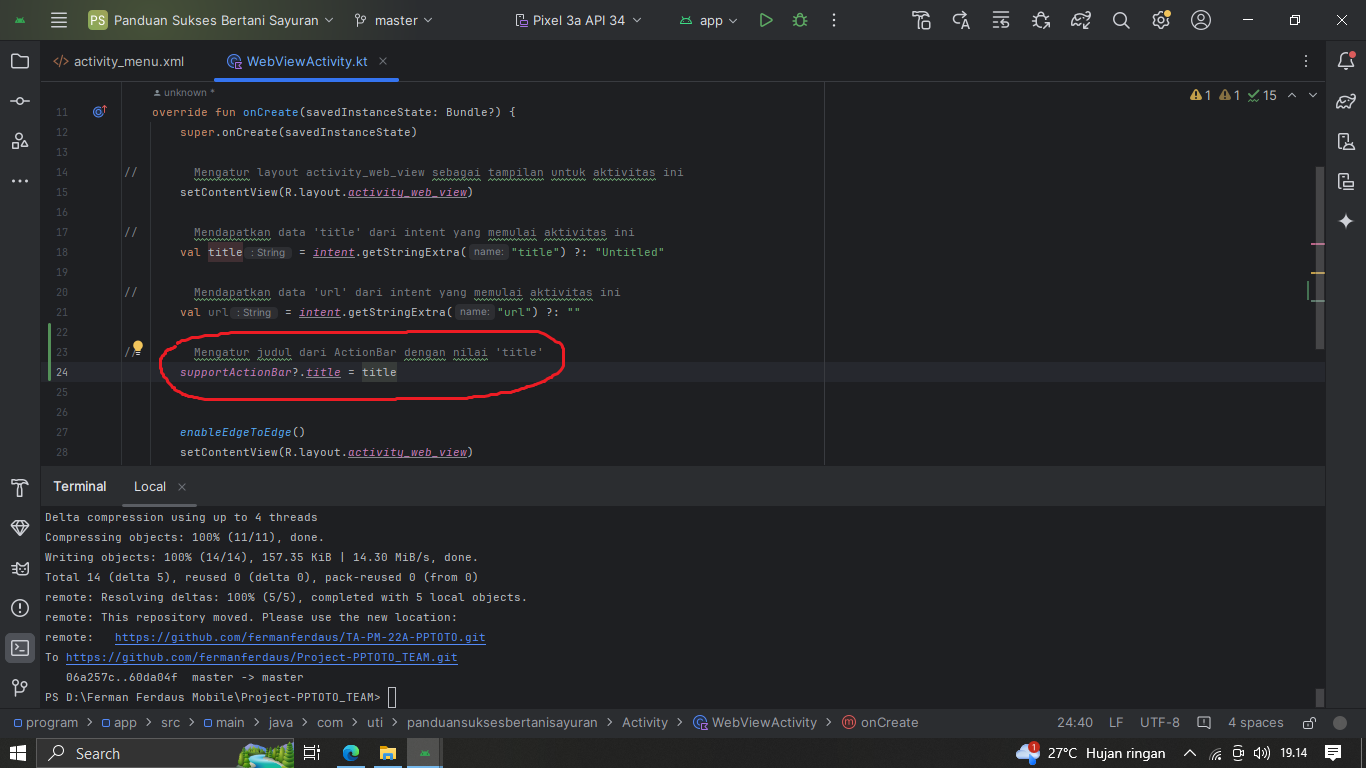 PS Panduan Sukses Bertani Sayuran
master
Pixel 3a API 34
app
activity_menu.xml
WebViewActivity.kt
unknown *
1 1 15
11 override fun onCreate(savedInstanceState: Bundle?) {
12 super.onCreate(savedInstanceState)
13
14 // Mengatur layout activity_web_view sebagai tampilan untuk aktivitas ini
15 setContentView(R.layout.activity_web_view)
16
17 // Mendapatkan data 'title' dari intent yang memulai aktivitas ini
18 val title : String = intent.getStringExtra( name: "title") ?: "Untitled"
19
20 // Mendapatkan data 'url' dari intent yang memulai aktivitas ini
21 val url : String = intent.getStringExtra( name: "url") ?: ""
22
23 // Mengatur judul dari ActionBar dengan nilai 'title'
24 supportActionBar?.title = title
25
26
27 enableEdgeToEdge()
28 setContentView(R.layout.activity_web_view)
Terminal Local
Delta compression using up to 4 threads
Compressing objects: 100% (11/11), done.
Writing objects: 100% (14/14), 157.35 KiB | 14.30 MiB/s, done.
Total 14 (delta 5), reused 0 (delta 0), pack-reused 0 (from 0)
remote: Resolving deltas: 100% (5/5), completed with 5 local objects.
remote: This repository moved. Please use the new location:
remote: https://github.com/fermanferdaus/TA-PM-22A-PPTOTO.git
To https://github.com/fermanferdaus/Project-PPTOTO_TEAM.git
06a257c..60da04f master -> master
PS D:\Ferman Ferdaus Mobile\Project-PPTOTO_TEAM>
program > app > src > main > java > com > uti > panduansuksesbertanisayuran > Activity > WebViewActivity > onCreate
24:40 LF UTF-8 4 spaces
Search
1 27°C Hujan ringan
19.14